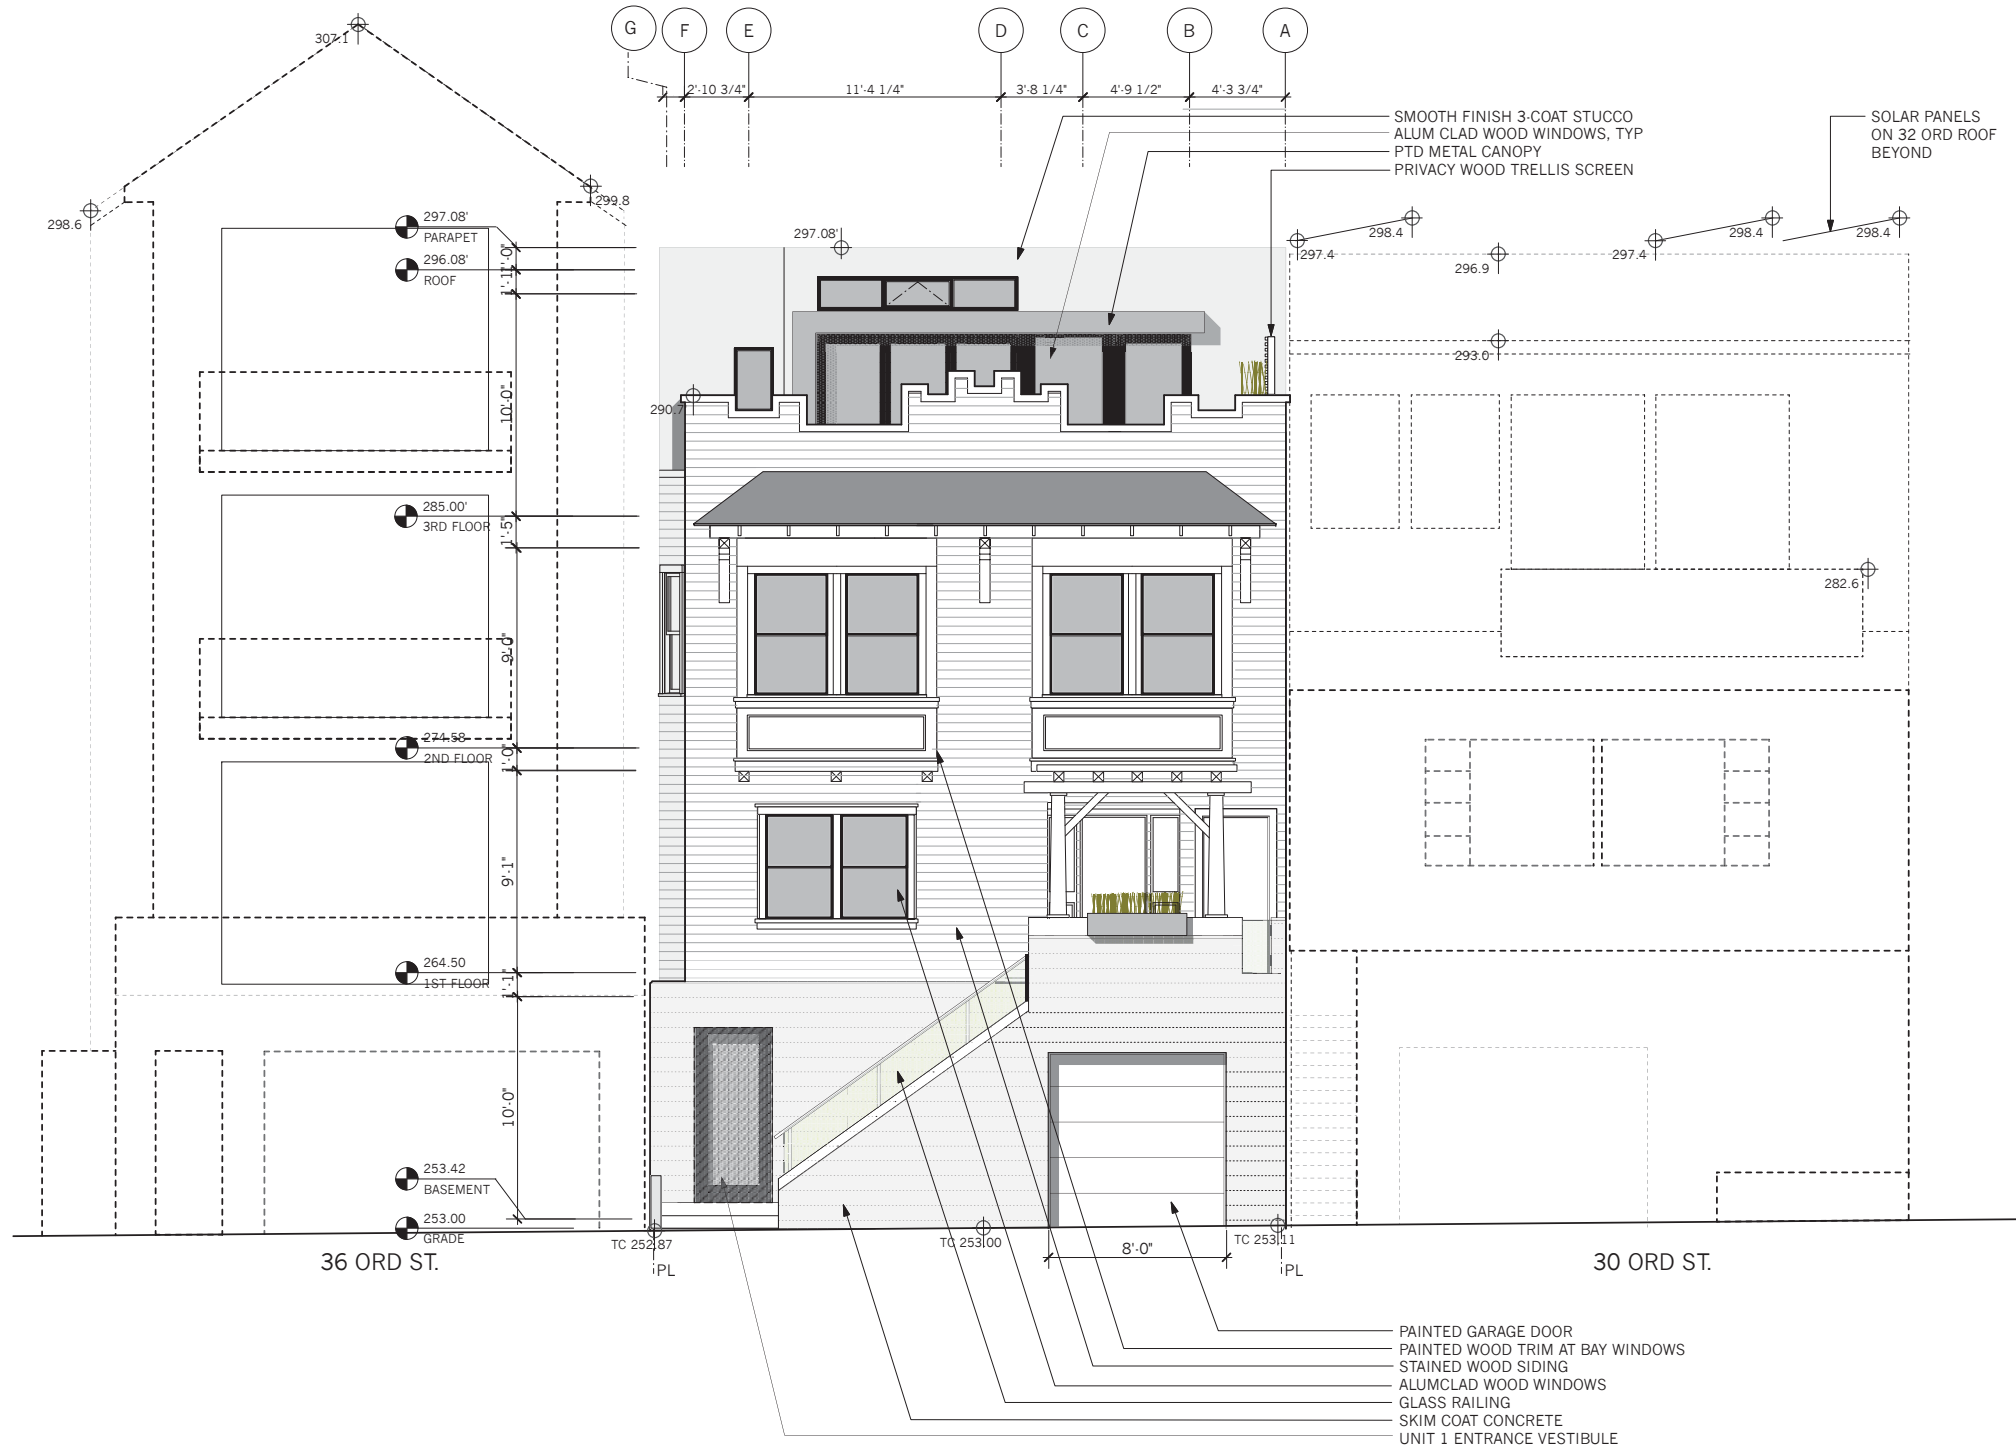 G
F
E
D
C
B
A
2'-10 3/4"
11'-4 1/4"
3'-8 1/4"
4'-9 1/2"
4'-3 3/4"
SMOOTH FINISH 3-COAT STUCCO
ALUM CLAD WOOD WINDOWS, TYP
PTD METAL CANOPY
PRIVACY WOOD TRELLIS SCREEN
SOLAR PANELS
ON 32 ORD ROOF
BEYOND
307.1
298.6
299.8
297.08'
PARAPET
296.08'
ROOF
1'-0"
1'-1"
10'-0"
285.00'
3RD FLOOR
1'-5"
9'-0"
274.58
2ND FLOOR
1'-0"
9'-1"
264.50
1ST FLOOR
1'-1"
10'-0"
253.42
BASEMENT
253.00
GRADE
297.08'
290.7
297.4
298.4
296.9
297.4
298.4
298.4
293.0
282.6
TC 252.87
TC 253.00
TC 253.11
8'-0"
PL
PL
36 ORD ST.
30 ORD ST.
PAINTED GARAGE DOOR
PAINTED WOOD TRIM AT BAY WINDOWS
STAINED WOOD SIDING
ALUMCLAD WOOD WINDOWS
GLASS RAILING
SKIM COAT CONCRETE
UNIT 1 ENTRANCE VESTIBULE